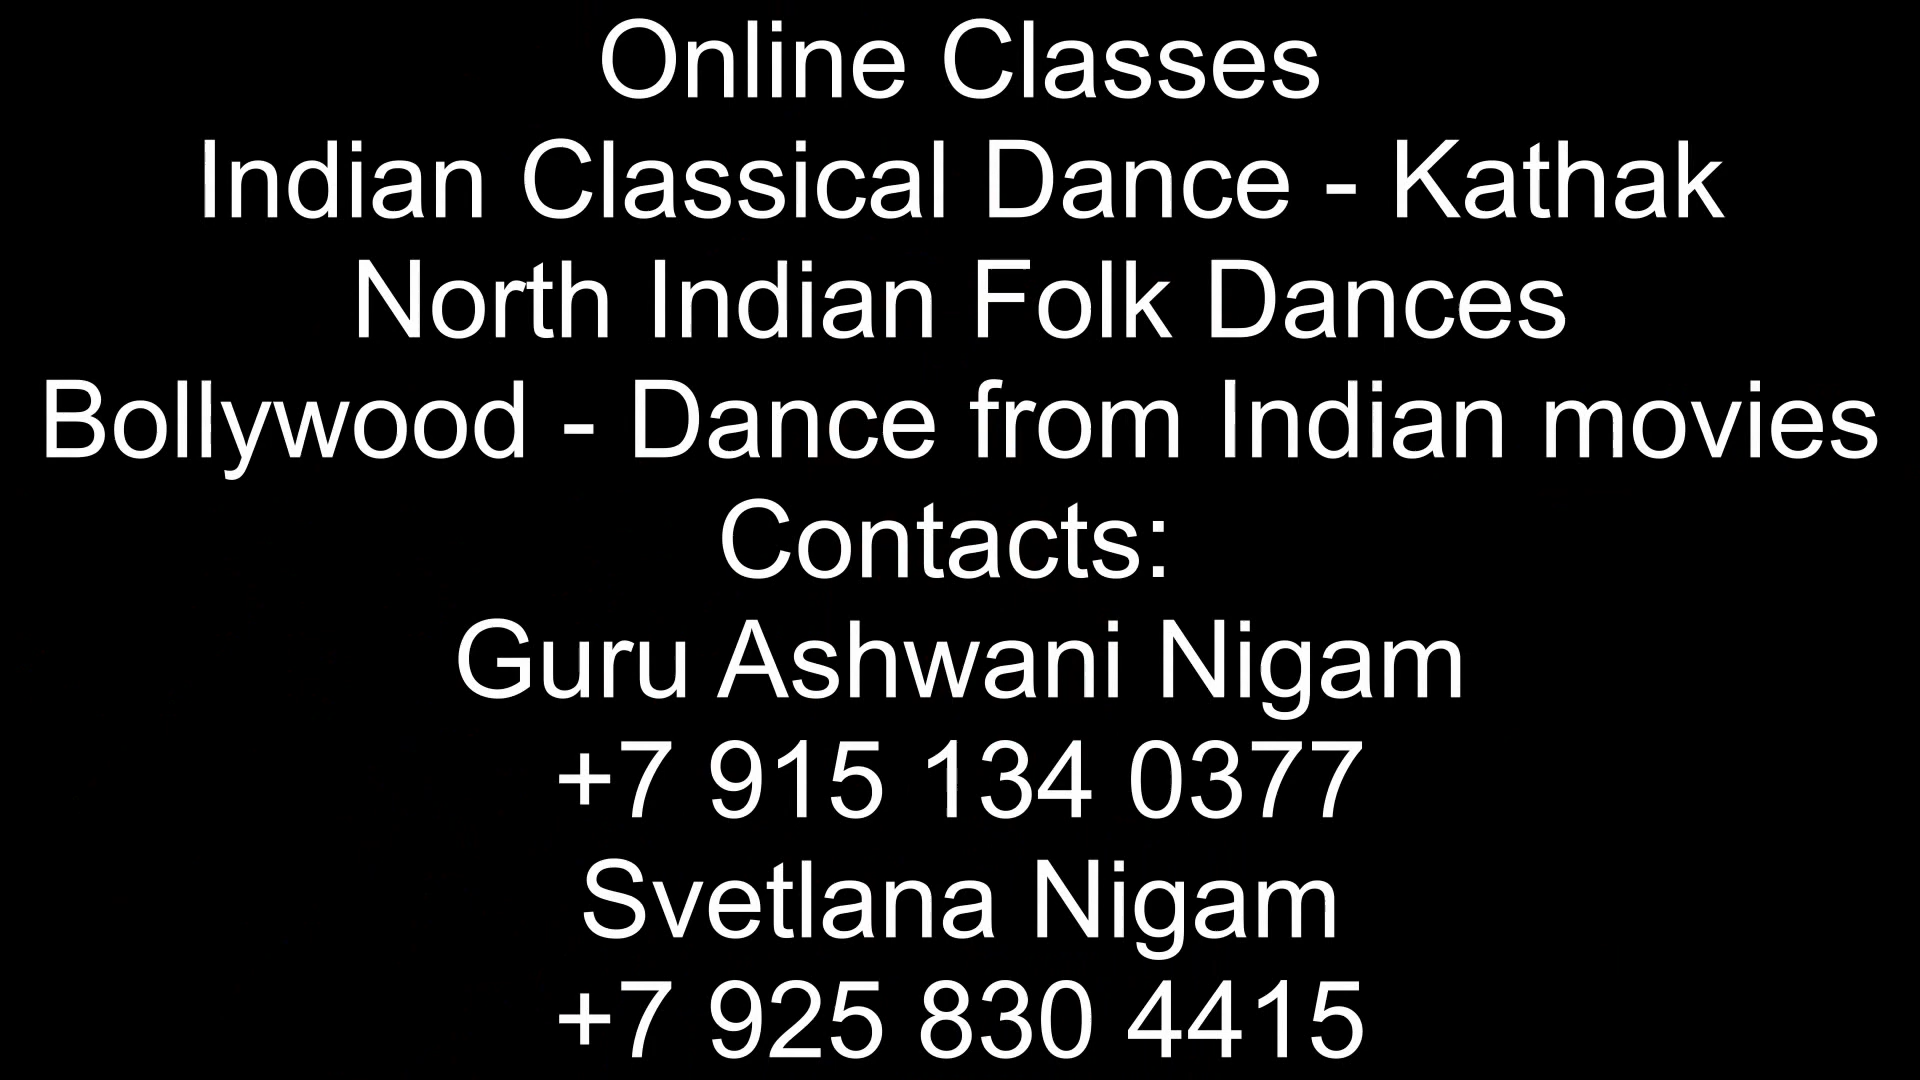 Online Classes
Indian Classical Dance - Kathak
North Indian Folk Dances
Bollywood - Dance from Indian movies
Contacts:
Guru Ashwani Nigam
+7 915 134 0377
Svetlana Nigam
+7 925 830 4415